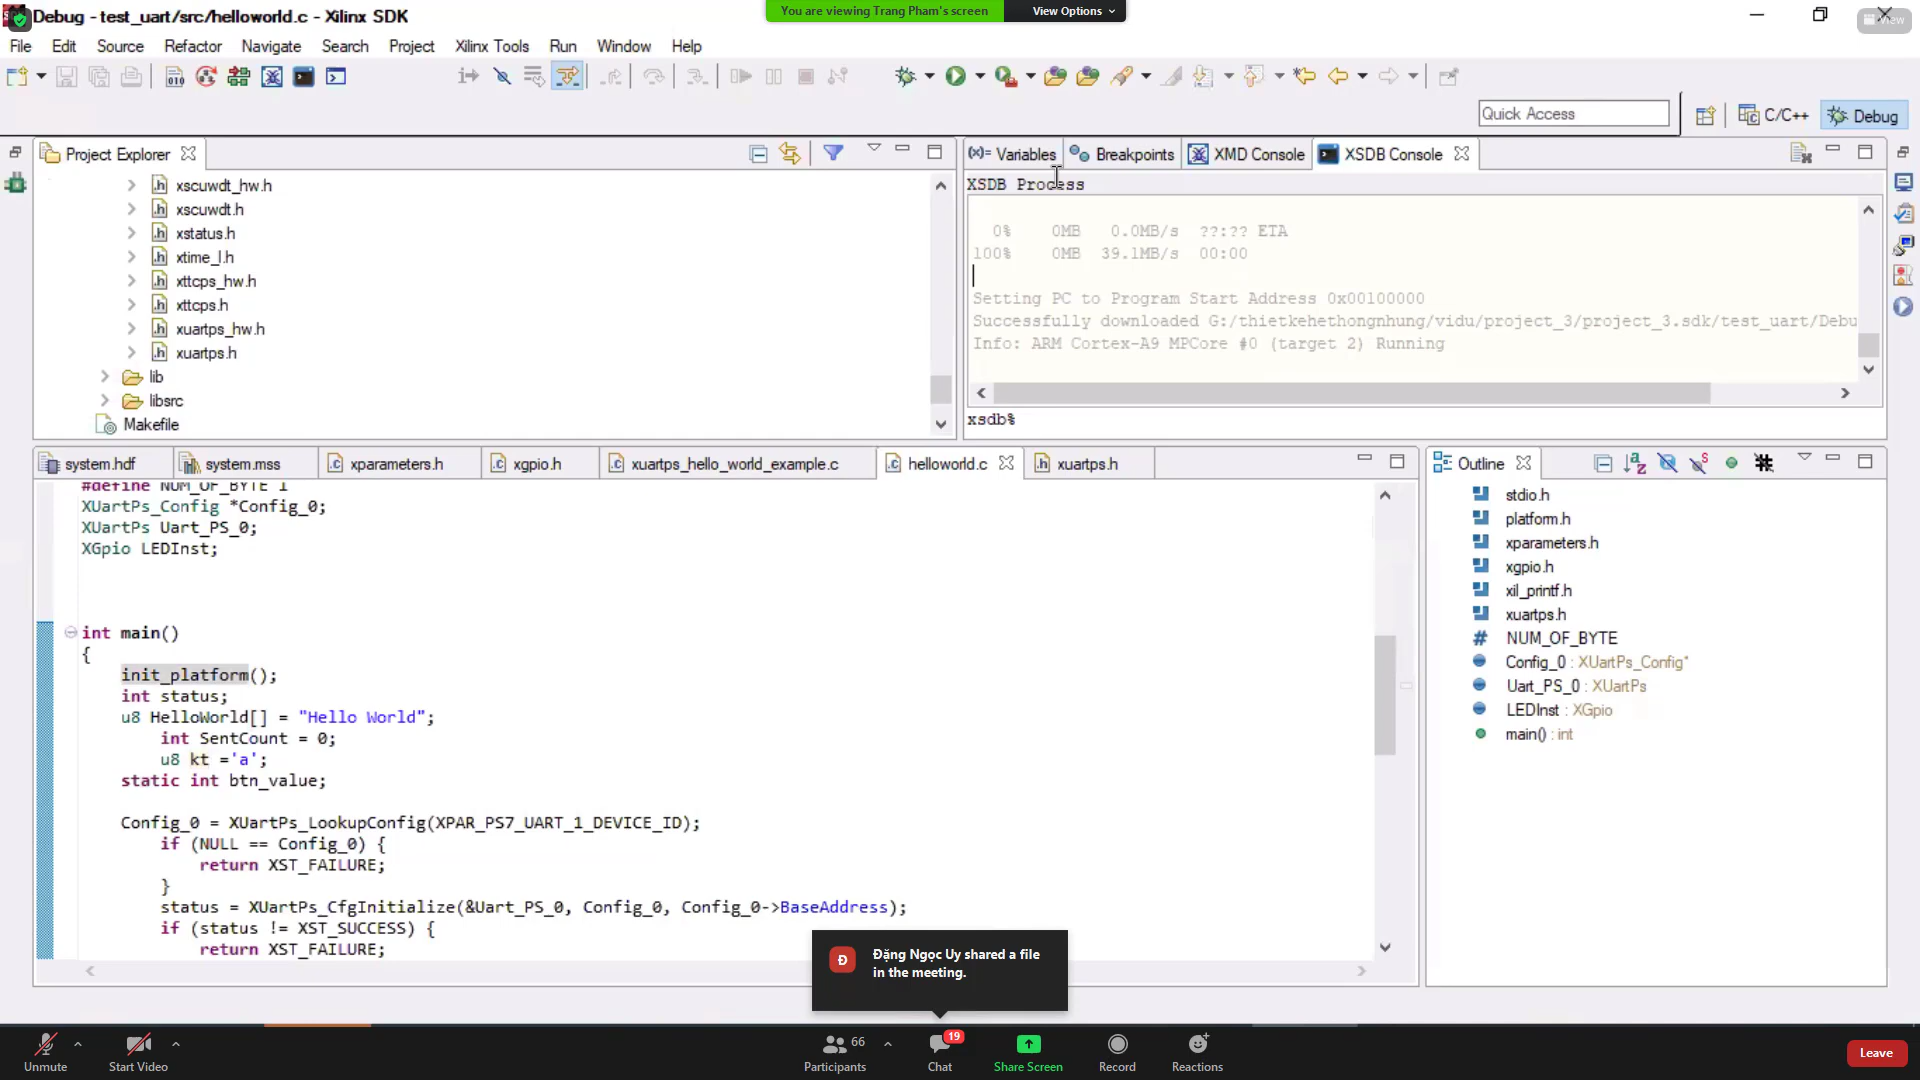 Debug - test_uart/src/helloworld.c - Xilinx SDK
You are viewing Trang Pham's screen
View Options
View
File Edit Source Refactor Navigate Search Project Xilinx Tools Run Window Help
Quick Access
C/C++
Debug
Project Explorer
xscuwdt_hw.h
xscuwdt.h
xstatus.h
xtime_l.h
xttcps_hw.h
xttcps.h
xuartps_hw.h
xuartps.h
lib
libsrc
Makefile
(x)= Variables
Breakpoints
XMD Console
XSDB Console
XSDB Process
0% 0MB 0.0MB/s ??:?? ETA
100% 0MB 39.1MB/s 00:00
Setting PC to Program Start Address 0x00100000
Successfully downloaded G:/thietkehethongnhung/vidu/project_3/project_3.sdk/test_uart/Debu
Info: ARM Cortex-A9 MPCore #0 (target 2) Running
xsdb%
system.hdf
system.mss
xparameters.h
xgpio.h
xuartps_hello_world_example.c
helloworld.c
xuartps.h
#define NUM_OF_BYTE 1
XUartPs_Config *Config_0;
XUartPs Uart_PS_0;
XGpio LEDInst;
int main()
{
init_platform();
int status;
u8 HelloWorld[] = "Hello World";
int SentCount = 0;
u8 kt ='a';
static int btn_value;
Config_0 = XUartPs_LookupConfig(XPAR_PS7_UART_1_DEVICE_ID);
if (NULL == Config_0) {
return XST_FAILURE;
}
status = XUartPs_CfgInitialize(&Uart_PS_0, Config_0, Config_0->BaseAddress);
if (status != XST_SUCCESS) {
return XST_FAILURE;
Outline
stdio.h
platform.h
xparameters.h
xgpio.h
xil_printf.h
xuartps.h
# NUM_OF_BYTE
Config_0 : XUartPs_Config*
Uart_PS_0 : XUartPs
LEDInst : XGpio
main() : int
Đ
Đặng Ngọc Uy shared a file
in the meeting.
Unmute
Start Video
66
Participants
19
Chat
Share Screen
Record
Reactions
Leave